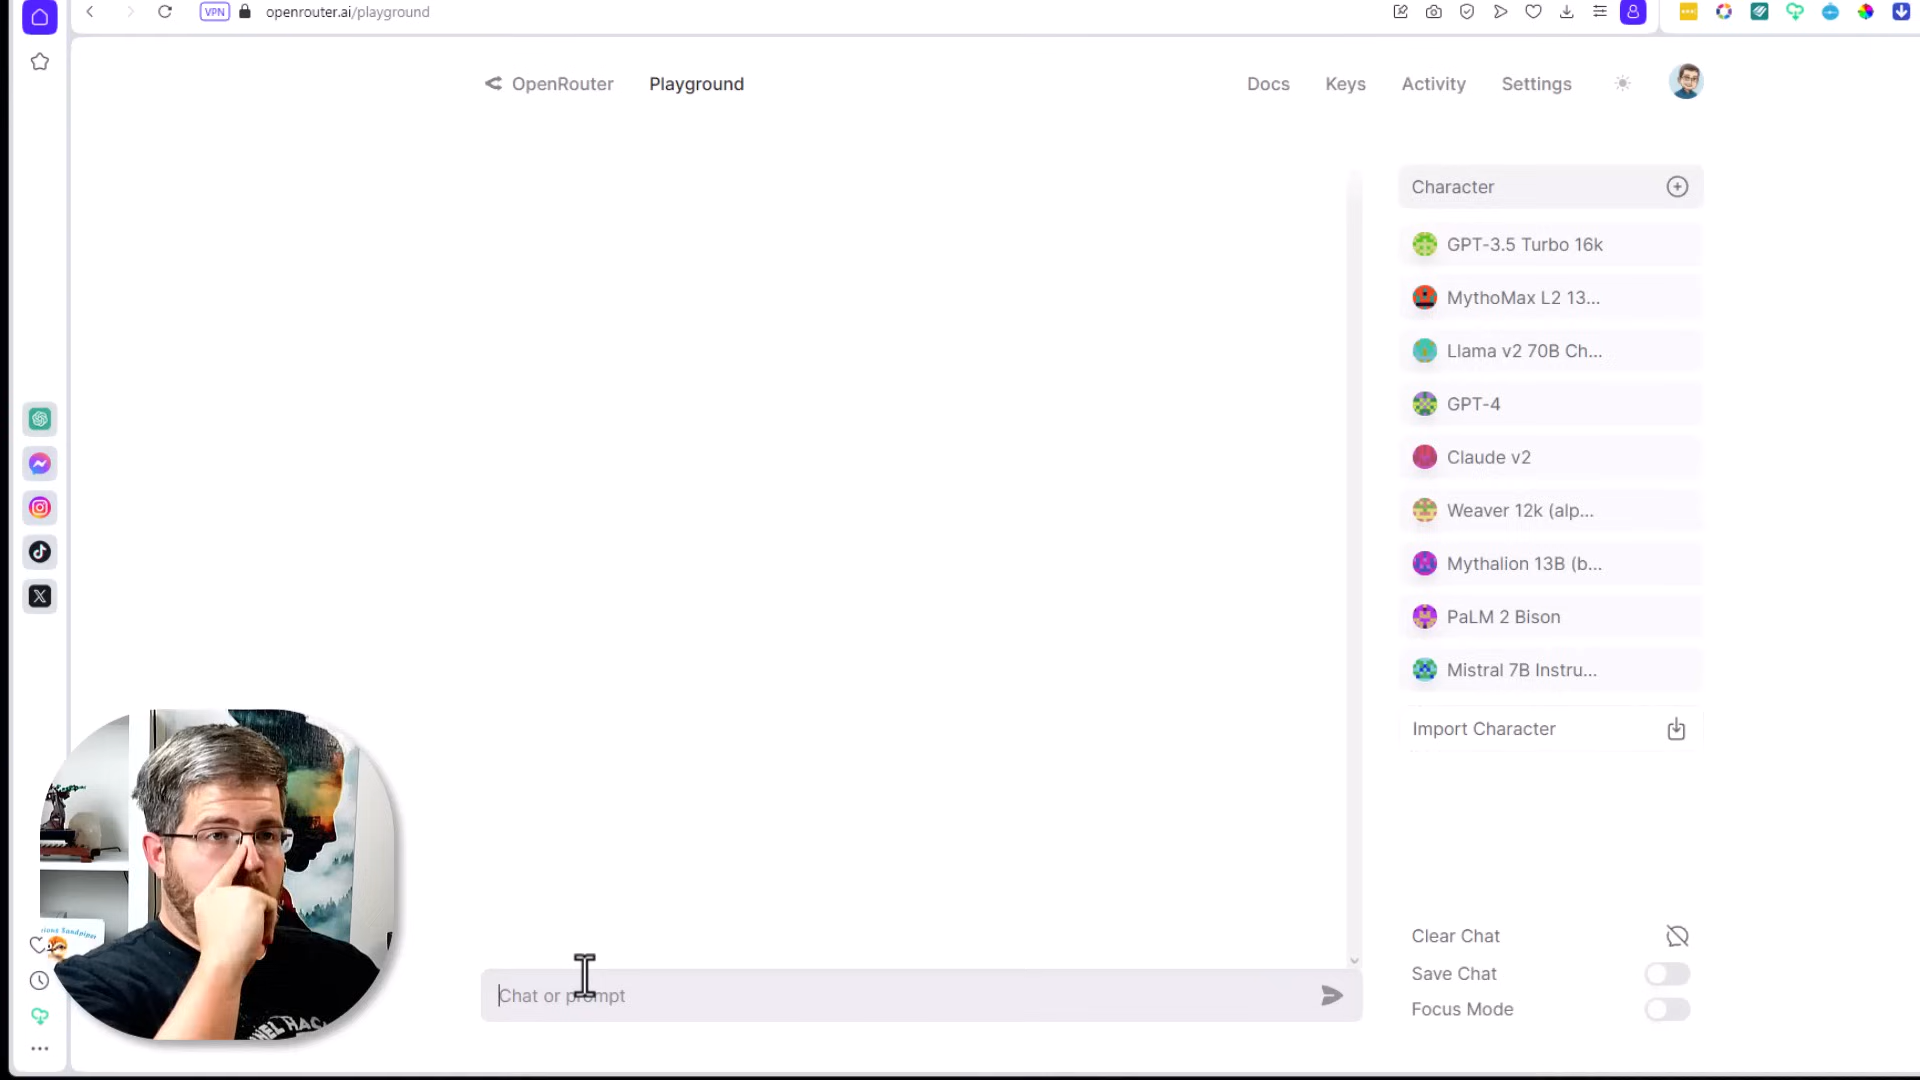 VPN
openrouter.ai/playground
OpenRouter
Playground
Docs
Keys
Activity
Settings
Character
GPT-3.5 Turbo 16k
MythoMax L2 13...
Llama v2 70B Ch...
GPT-4
Claude v2
Weaver 12k (alp...
Mythalion 13B (b...
PaLM 2 Bison
Mistral 7B Instru...
Import Character
Clear Chat
Save Chat
Focus Mode
Chat or prompt
Sandpiper